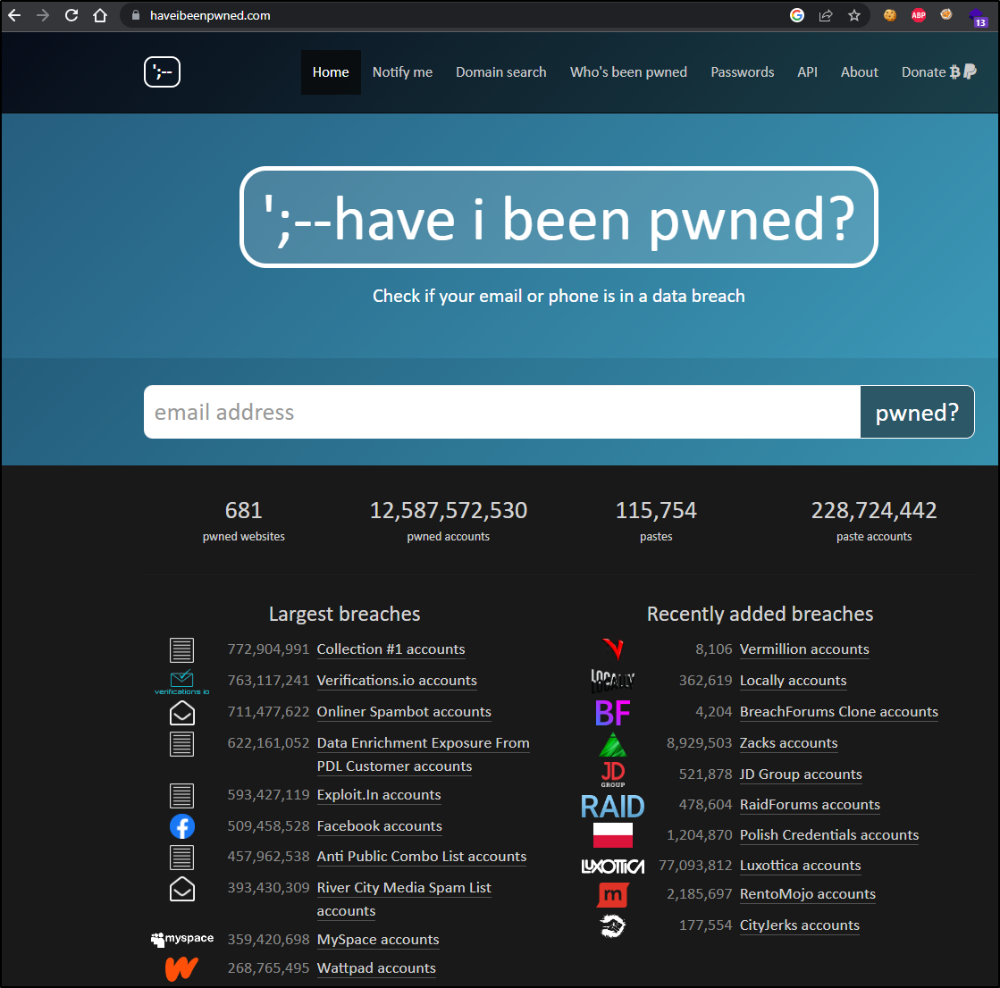 haveibeenpwned.com
ABP
13
';--
Home Notify me Domain search Who's been pwned Passwords API About Donate
';--have i been pwned?
Check if your email or phone is in a data breach
email address pwned?
681 12,587,572,530 115,754 228,724,442
pwned websites pwned accounts pastes paste accounts
Largest breaches
772,904,991 Collection #1 accounts
verifications io 763,117,241 Verifications.io accounts
711,477,622 Onliner Spambot accounts
622,161,052 Data Enrichment Exposure From
PDL Customer accounts
593,427,119 Exploit.In accounts
509,458,528 Facebook accounts
457,962,538 Anti Public Combo List accounts
393,430,309 River City Media Spam List
accounts
myspace 359,420,698 MySpace accounts
268,765,495 Wattpad accounts
Recently added breaches
8,106 Vermillion accounts
LOCALLY 362,619 Locally accounts
BF 4,204 BreachForums Clone accounts
8,929,503 Zacks accounts
JD GROUP 521,878 JD Group accounts
RAID 478,604 RaidForums accounts
1,204,870 Polish Credentials accounts
LUXOTTICA 77,093,812 Luxottica accounts
m 2,185,697 RentoMojo accounts
177,554 CityJerks accounts